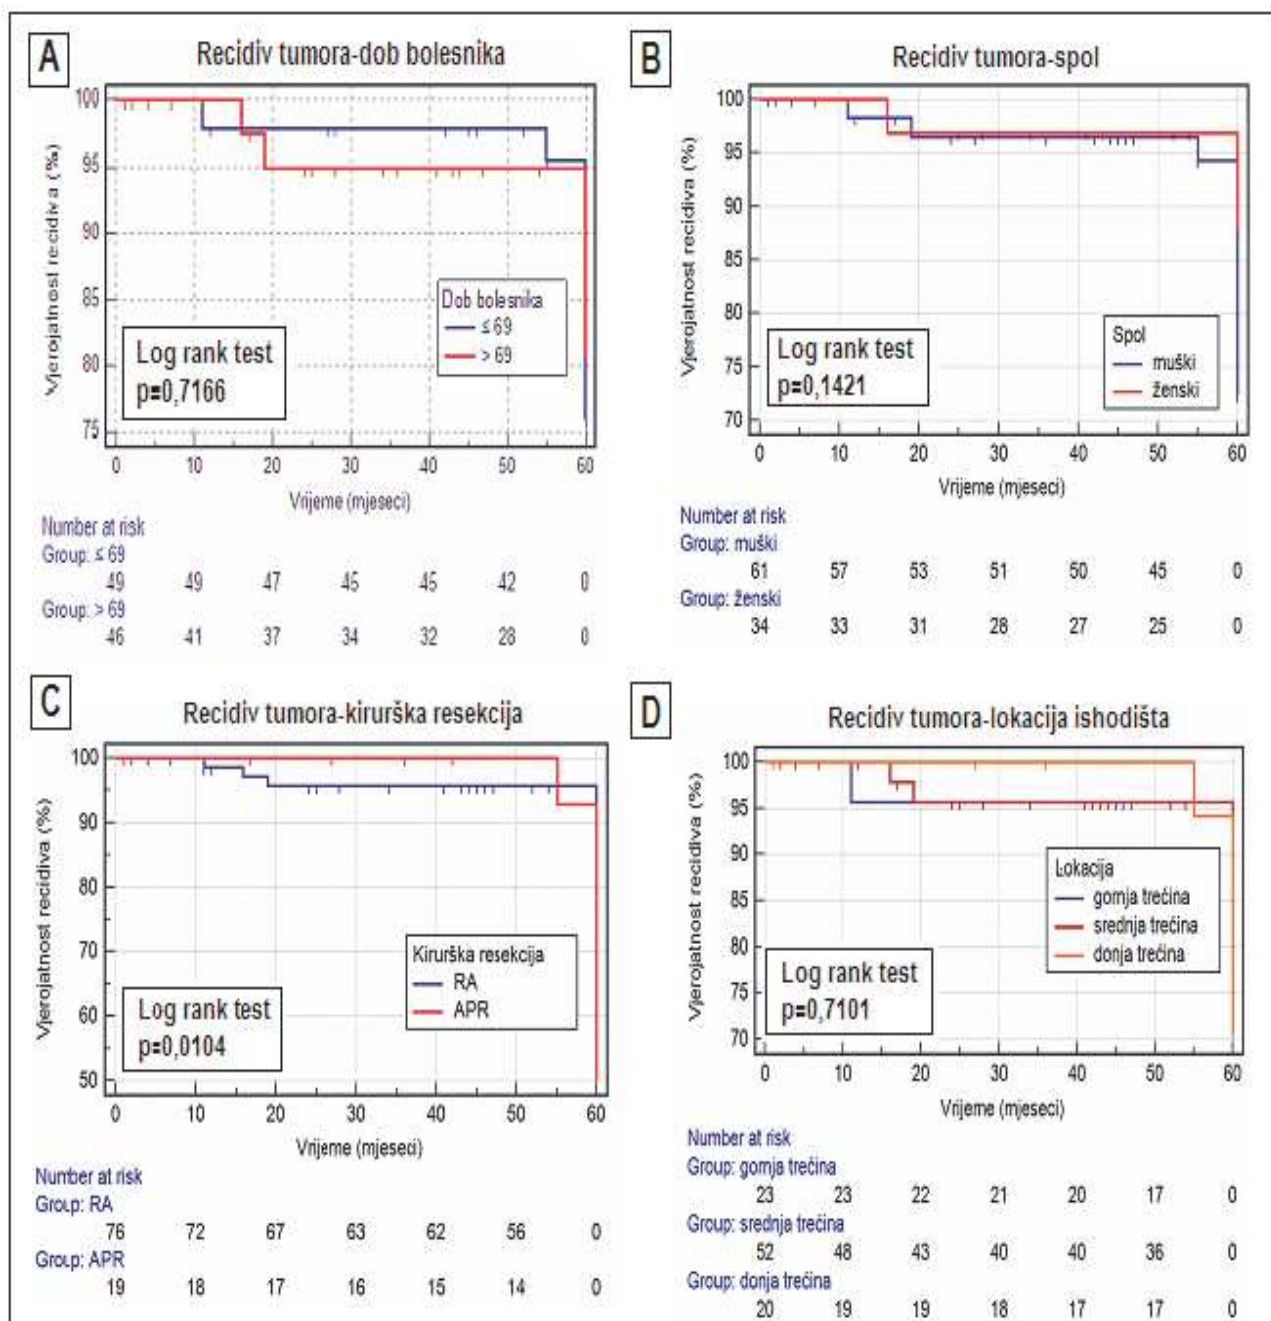 A
Recidiv tumora-dob bolesnika
Vjerojatnost recidiva (%)
100
95
90
85
80
75
Dob bolesnika
≤ 69
> 69
Log rank test
p=0,7166
0 10 20 30 40 50 60
Vrijeme (mjeseci)
Number at risk
Group: ≤ 69
49 49 47 45 45 42 0
Group: > 69
46 41 37 34 32 28 0
B
Recidiv tumora-spol
Vjerojatnost recidiva (%)
100
95
90
85
80
75
70
Spol
muški
ženski
Log rank test
p=0,1421
0 10 20 30 40 50 60
Vrijeme (mjeseci)
Number at risk
Group: muški
61 57 53 51 50 45 0
Group: ženski
34 33 31 28 27 25 0
C
Recidiv tumora-kirurška resekcija
Vjerojatnost recidiva (%)
100
90
80
70
60
50
Kirurška resekcija
RA
APR
Log rank test
p=0,0104
0 10 20 30 40 50 60
Vrijeme (mjeseci)
Number at risk
Group: RA
76 72 67 63 62 56 0
Group: APR
19 18 17 16 15 14 0
D
Recidiv tumora-lokacija ishodišta
Vjerojatnost recidiva (%)
100
95
90
85
80
75
70
Lokacija
gornja trećina
srednja trećina
donja trećina
Log rank test
p=0,7101
0 10 20 30 40 50 60
Vrijeme (mjeseci)
Number at risk
Group: gornja trećina
23 23 22 21 20 17 0
Group: srednja trećina
52 48 43 40 40 36 0
Group: donja trećina
20 19 19 18 17 17 0